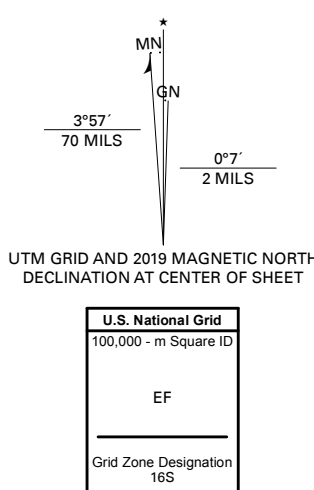 ★
MN
GN
3°57´
70 MILS
0°7´
2 MILS
UTM GRID AND 2019 MAGNETIC NORTH
DECLINATION AT CENTER OF SHEET
U.S. National Grid
100,000 - m Square ID
EF
Grid Zone Designation
16S